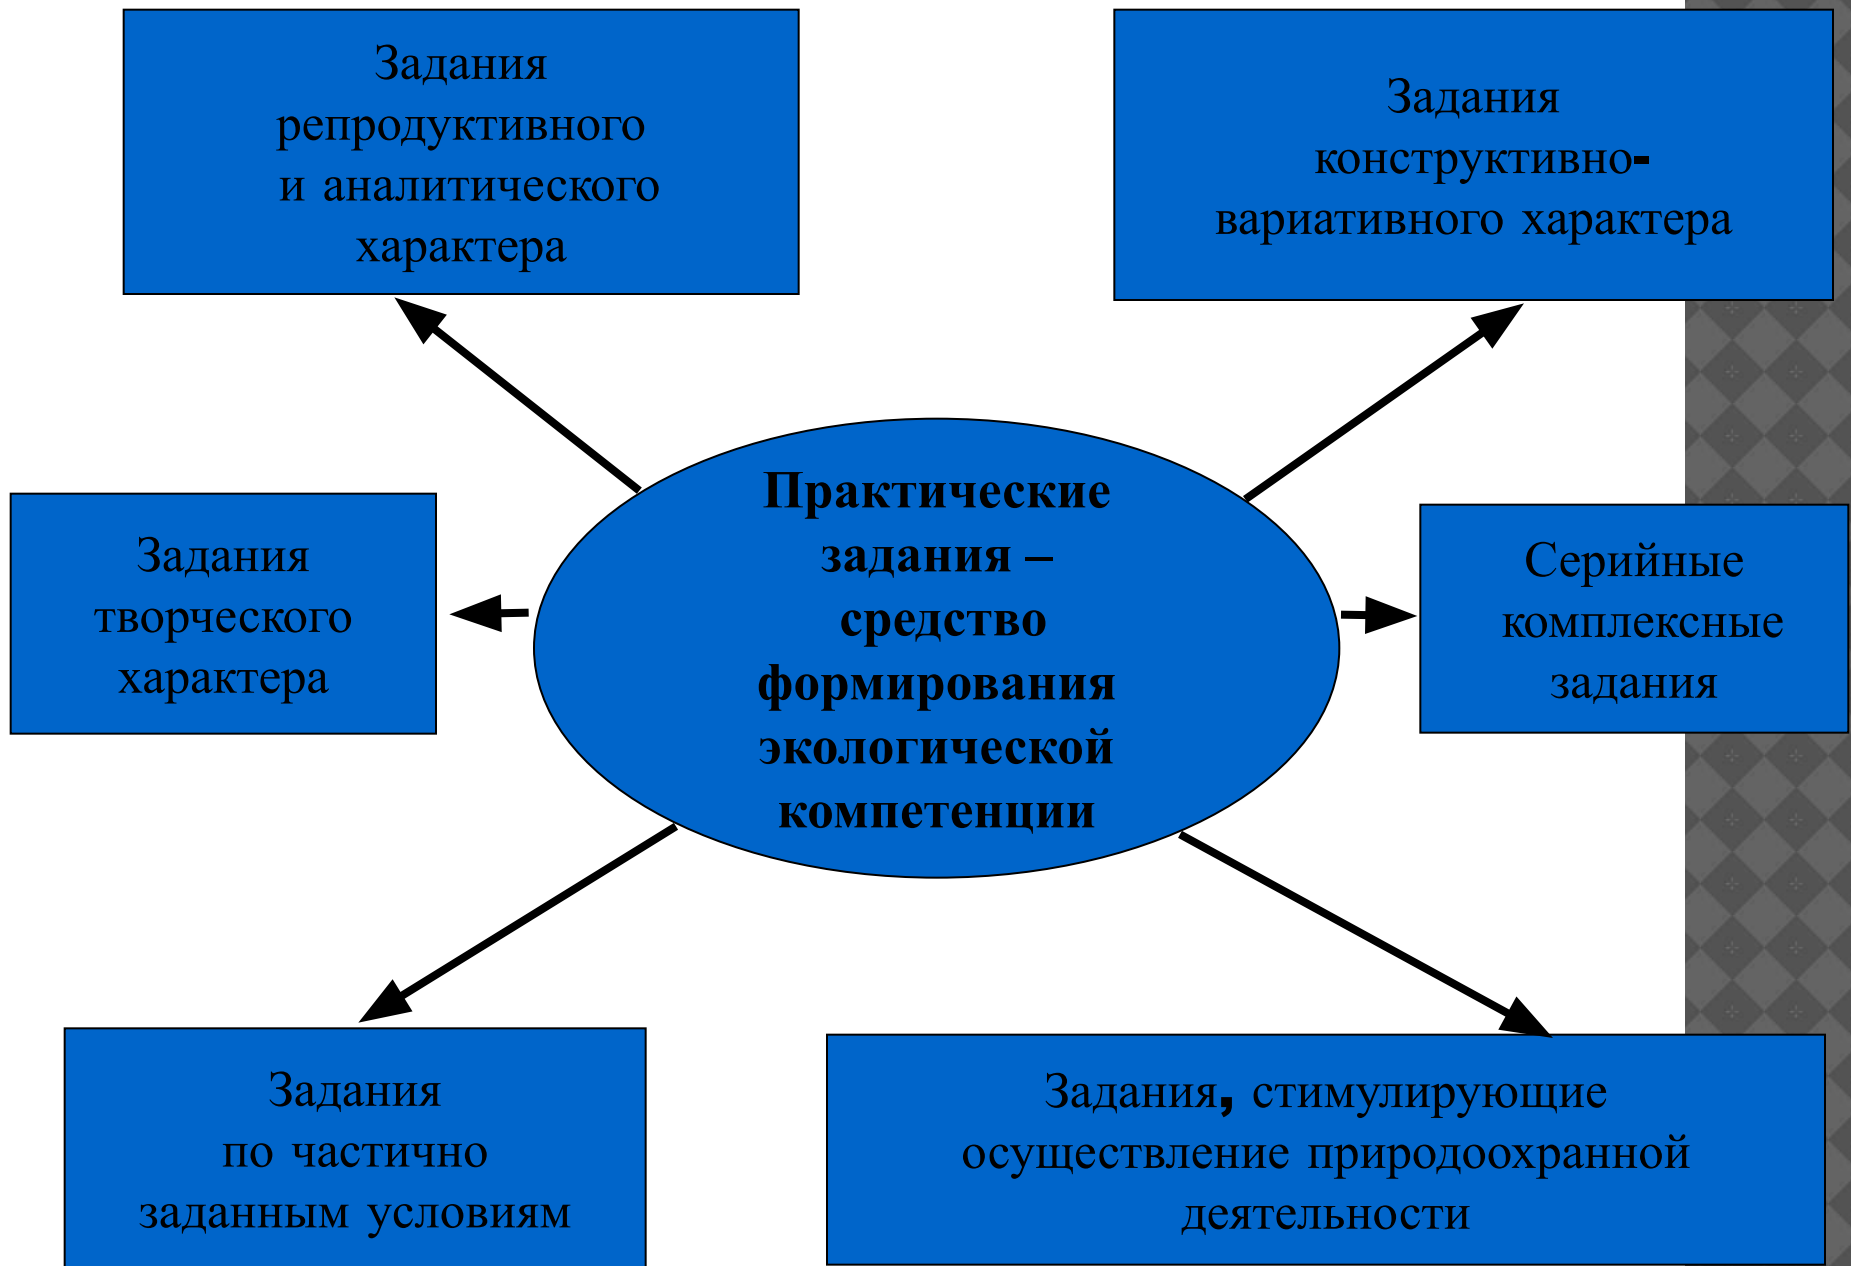 Задания
репродуктивного
и аналитического
характера
Задания
конструктивно-
вариативного характера
Задания
творческого
характера
Практические
задания –
средство
формирования
экологической
компетенции
Серийные
комплексные
задания
Задания
по частично
заданным условиям
Задания, стимулирующие
осуществление природоохранной
деятельности